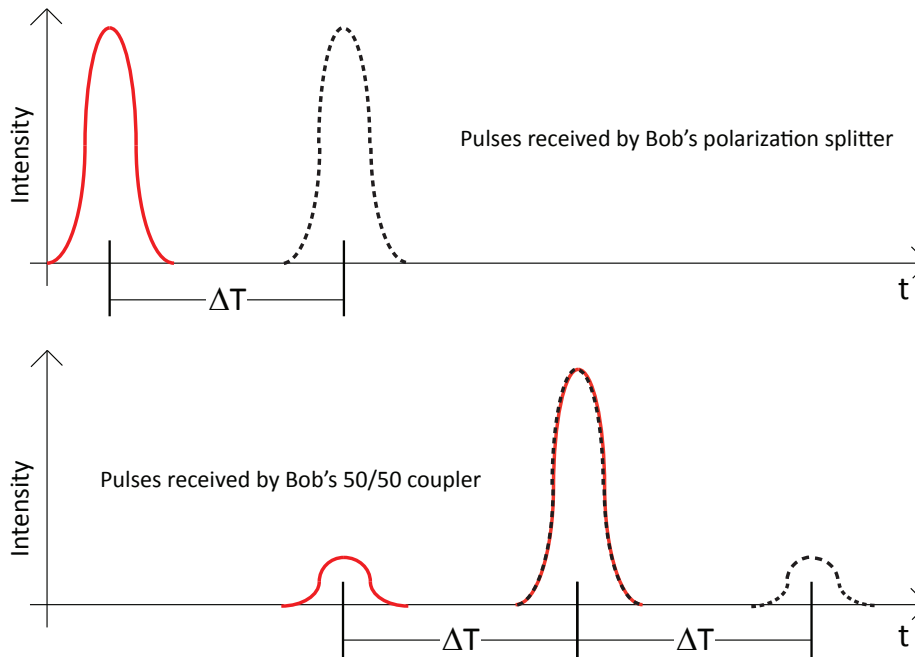 Intensity
Pulses received by Bob's polarization splitter
t
ΔT
Intensity
Pulses received by Bob's 50/50 coupler
t
ΔT
ΔT